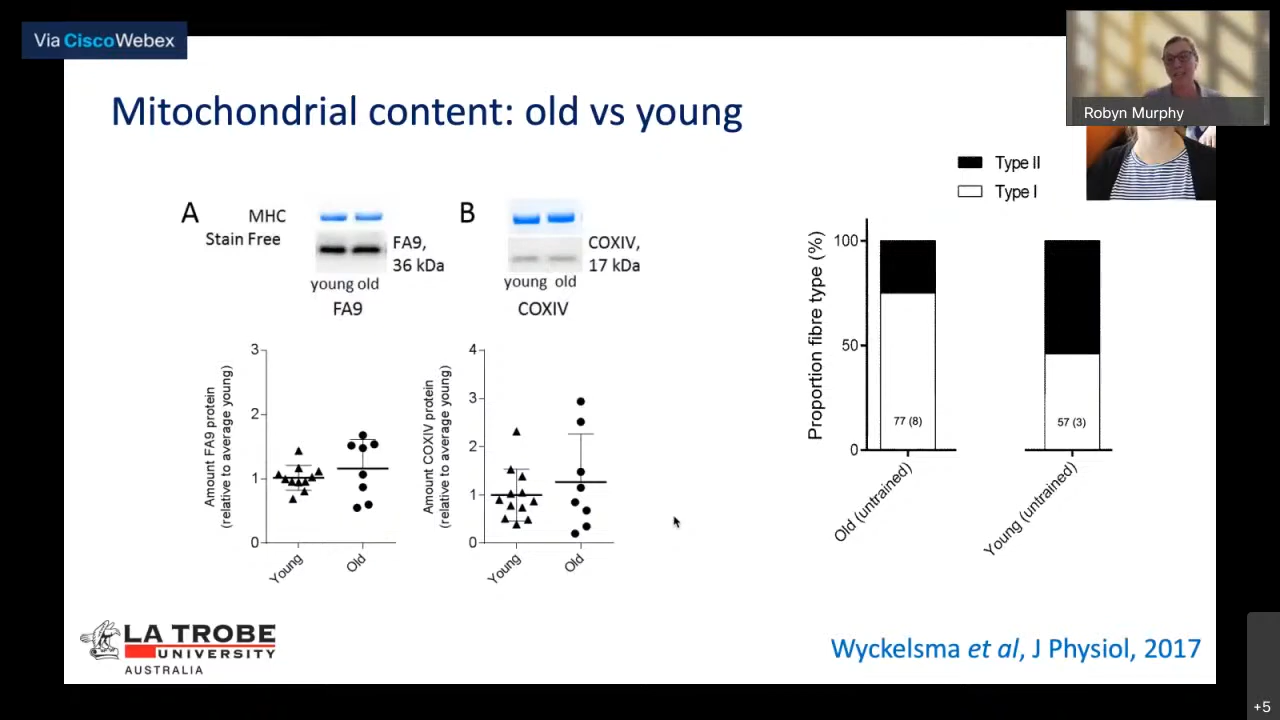 Via Cisco Webex
Robyn Murphy
Mitochondrial content: old vs young
A
MHC
Stain Free
FA9,
36 kDa
young old
FA9
B
COXIV,
17 kDa
young old
COXIV
Amount FA9 protein
(relative to average young)
3
2
1
0
Young
Old
Amount COXIV protein
(relative to average young)
4
3
2
1
0
Young
Old
Type II
Type I
Proportion fibre type (%)
100
50
0
77 (8)
57 (3)
Old (untrained)
Young (untrained)
LA TROBE
UNIVERSITY
AUSTRALIA
Wyckelsma et al, J Physiol, 2017
+5